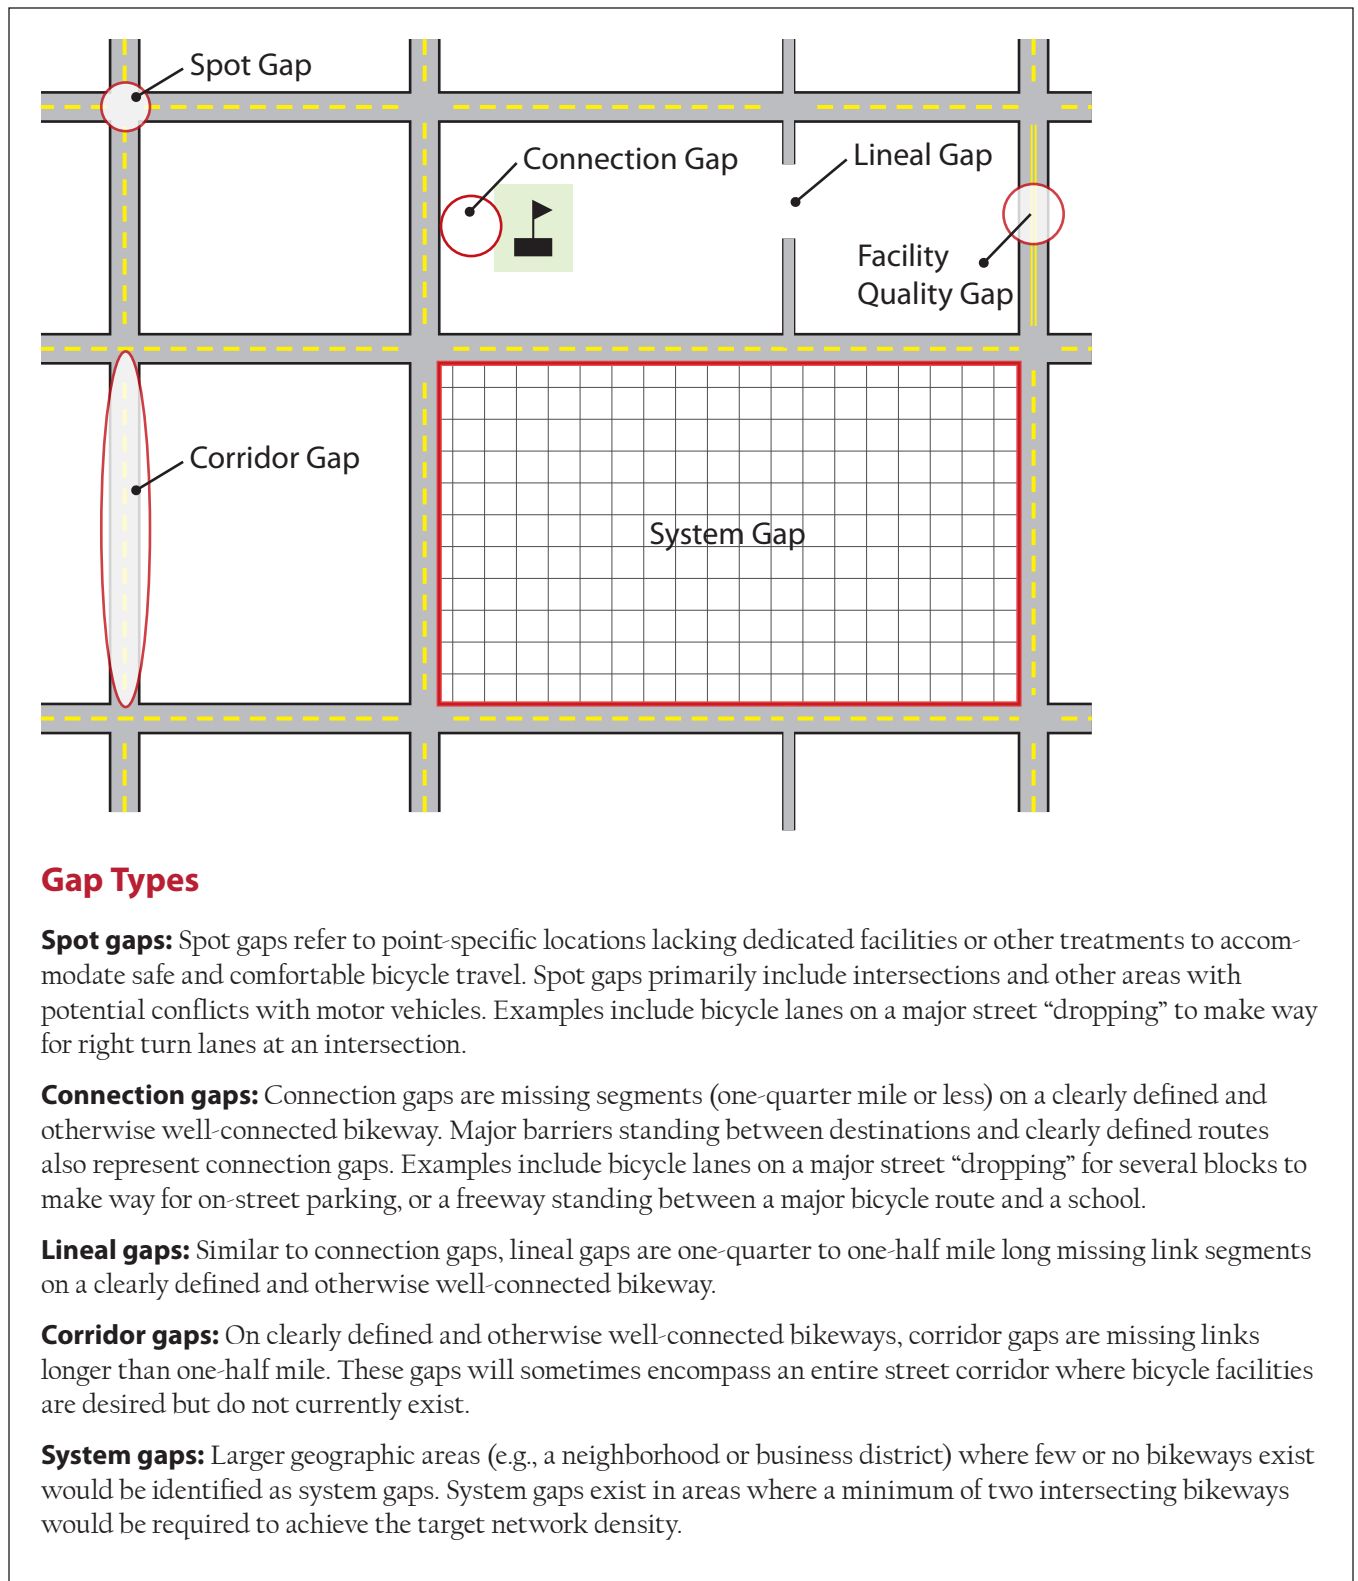 Spot Gap
Connection Gap
Lineal Gap
Facility
Quality Gap
Corridor Gap
System Gap
Gap Types
Spot gaps: Spot gaps refer to point-specific locations lacking dedicated facilities or other treatments to accom-
modate safe and comfortable bicycle travel. Spot gaps primarily include intersections and other areas with
potential conflicts with motor vehicles. Examples include bicycle lanes on a major street “dropping” to make way
for right turn lanes at an intersection.
Connection gaps: Connection gaps are missing segments (one-quarter mile or less) on a clearly defined and
otherwise well-connected bikeway. Major barriers standing between destinations and clearly defined routes
also represent connection gaps. Examples include bicycle lanes on a major street “dropping” for several blocks to
make way for on-street parking, or a freeway standing between a major bicycle route and a school.
Lineal gaps: Similar to connection gaps, lineal gaps are one-quarter to one-half mile long missing link segments
on a clearly defined and otherwise well-connected bikeway.
Corridor gaps: On clearly defined and otherwise well-connected bikeways, corridor gaps are missing links
longer than one-half mile. These gaps will sometimes encompass an entire street corridor where bicycle facilities
are desired but do not currently exist.
System gaps: Larger geographic areas (e.g., a neighborhood or business district) where few or no bikeways exist
would be identified as system gaps. System gaps exist in areas where a minimum of two intersecting bikeways
would be required to achieve the target network density.